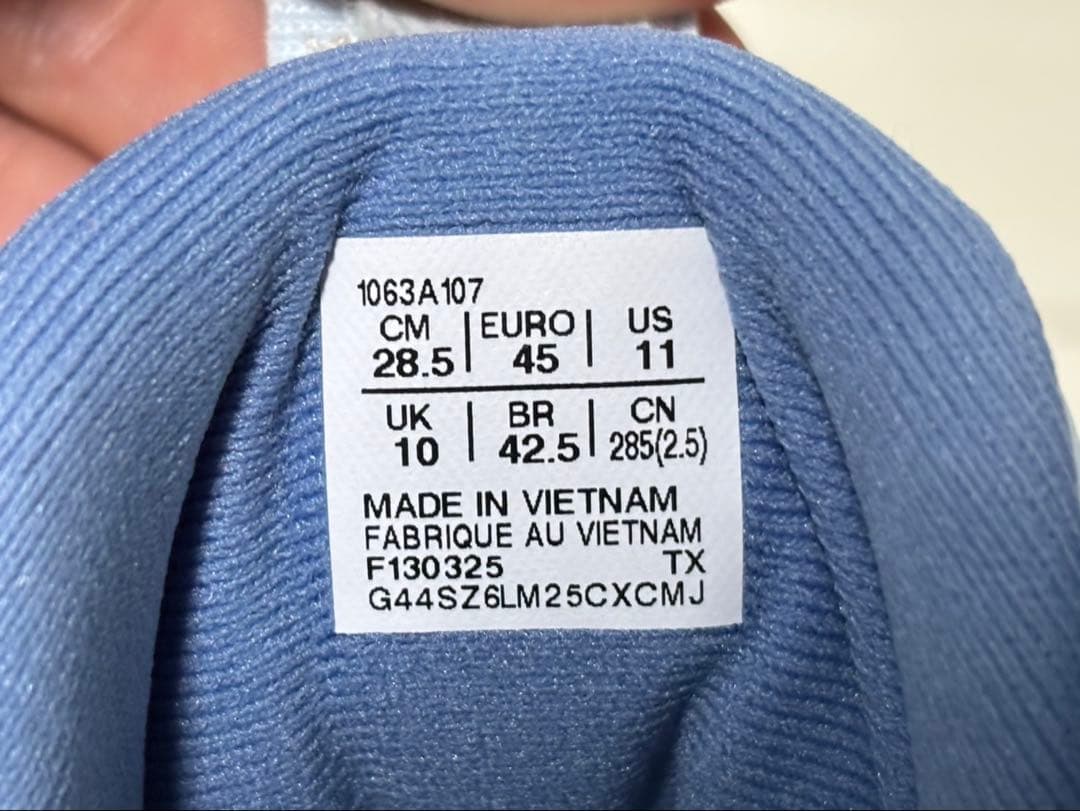 1063A107
CM | EURO | US
28.5 | 45 | 11
UK | BR | CN
10 | 42.5 | 285(2.5)
MADE IN VIETNAM
FABRIQUE AU VIETNAM
F130325 TX
G44SZ6LM25CXCMJ